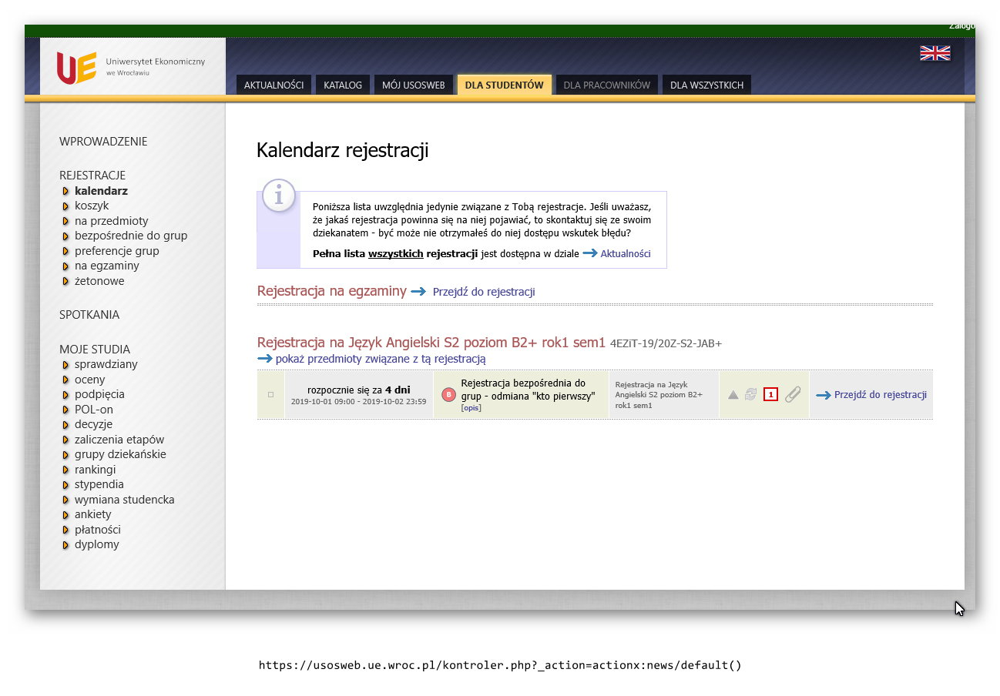 Zalogo
UE Uniwersytet Ekonomiczny
we Wrocławiu
AKTUALNOŚCI KATALOG MÓJ USOSWEB DLA STUDENTÓW DLA PRACOWNIKÓW DLA WSZYSTKICH
WPROWADZENIE
REJESTRACJE
kalendarz
koszyk
na przedmioty
bezpośrednie do grup
preferencje grup
na egzaminy
żetonowe
SPOTKANIA
MOJE STUDIA
sprawdziany
oceny
podpięcia
POL-on
decyzje
zaliczenia etapów
grupy dziekańskie
rankingi
stypendia
wymiana studencka
ankiety
płatności
dyplomy
Kalendarz rejestracji
i
Poniższa lista uwzględnia jedynie związane z Tobą rejestracje. Jeśli uważasz,
że jakaś rejestracja powinna się na niej pojawiać, to skontaktuj się ze swoim
dziekanatem - być może nie otrzymałeś do niej dostępu wskutek błędu?
Pełna lista wszystkich rejestracji jest dostępna w dziale → Aktualności
Rejestracja na egzaminy → Przejdź do rejestracji
Rejestracja na Język Angielski S2 poziom B2+ rok1 sem1 4EZiT-19/20Z-S2-JAB+
→ pokaż przedmioty związane z tą rejestracją
rozpocznie się za 4 dni
2019-10-01 09:00 - 2019-10-02 23:59
B
Rejestracja bezpośrednia do
grup - odmiana "kto pierwszy"
[opis]
Rejestracja na Język
Angielski S2 poziom B2+
rok1 sem1
1
→ Przejdź do rejestracji
https://usosweb.ue.wroc.pl/kontroler.php?_action=actionx:news/default()